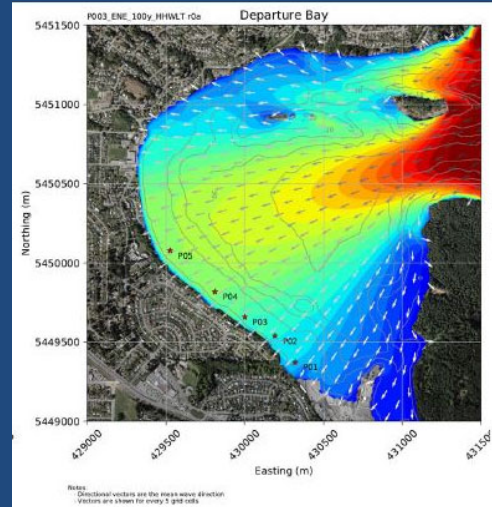 P003_ENE_100y_HHWLT r0a
Departure Bay
5451500
5451000
5450500
5450000
5449500
5449000
Northing (m)
P05
P04
P03
P02
P01
429000
429500
430000
430500
431000
431500
Easting (m)
Notes:
Directional vectors are the mean wave direction
Vectors are shown for every 5 grid cells